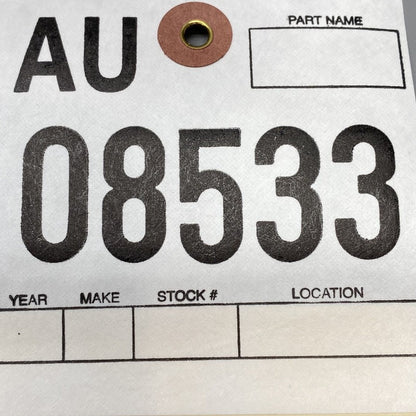 AU
PART NAME
08533
YEAR MAKE STOCK # LOCATION